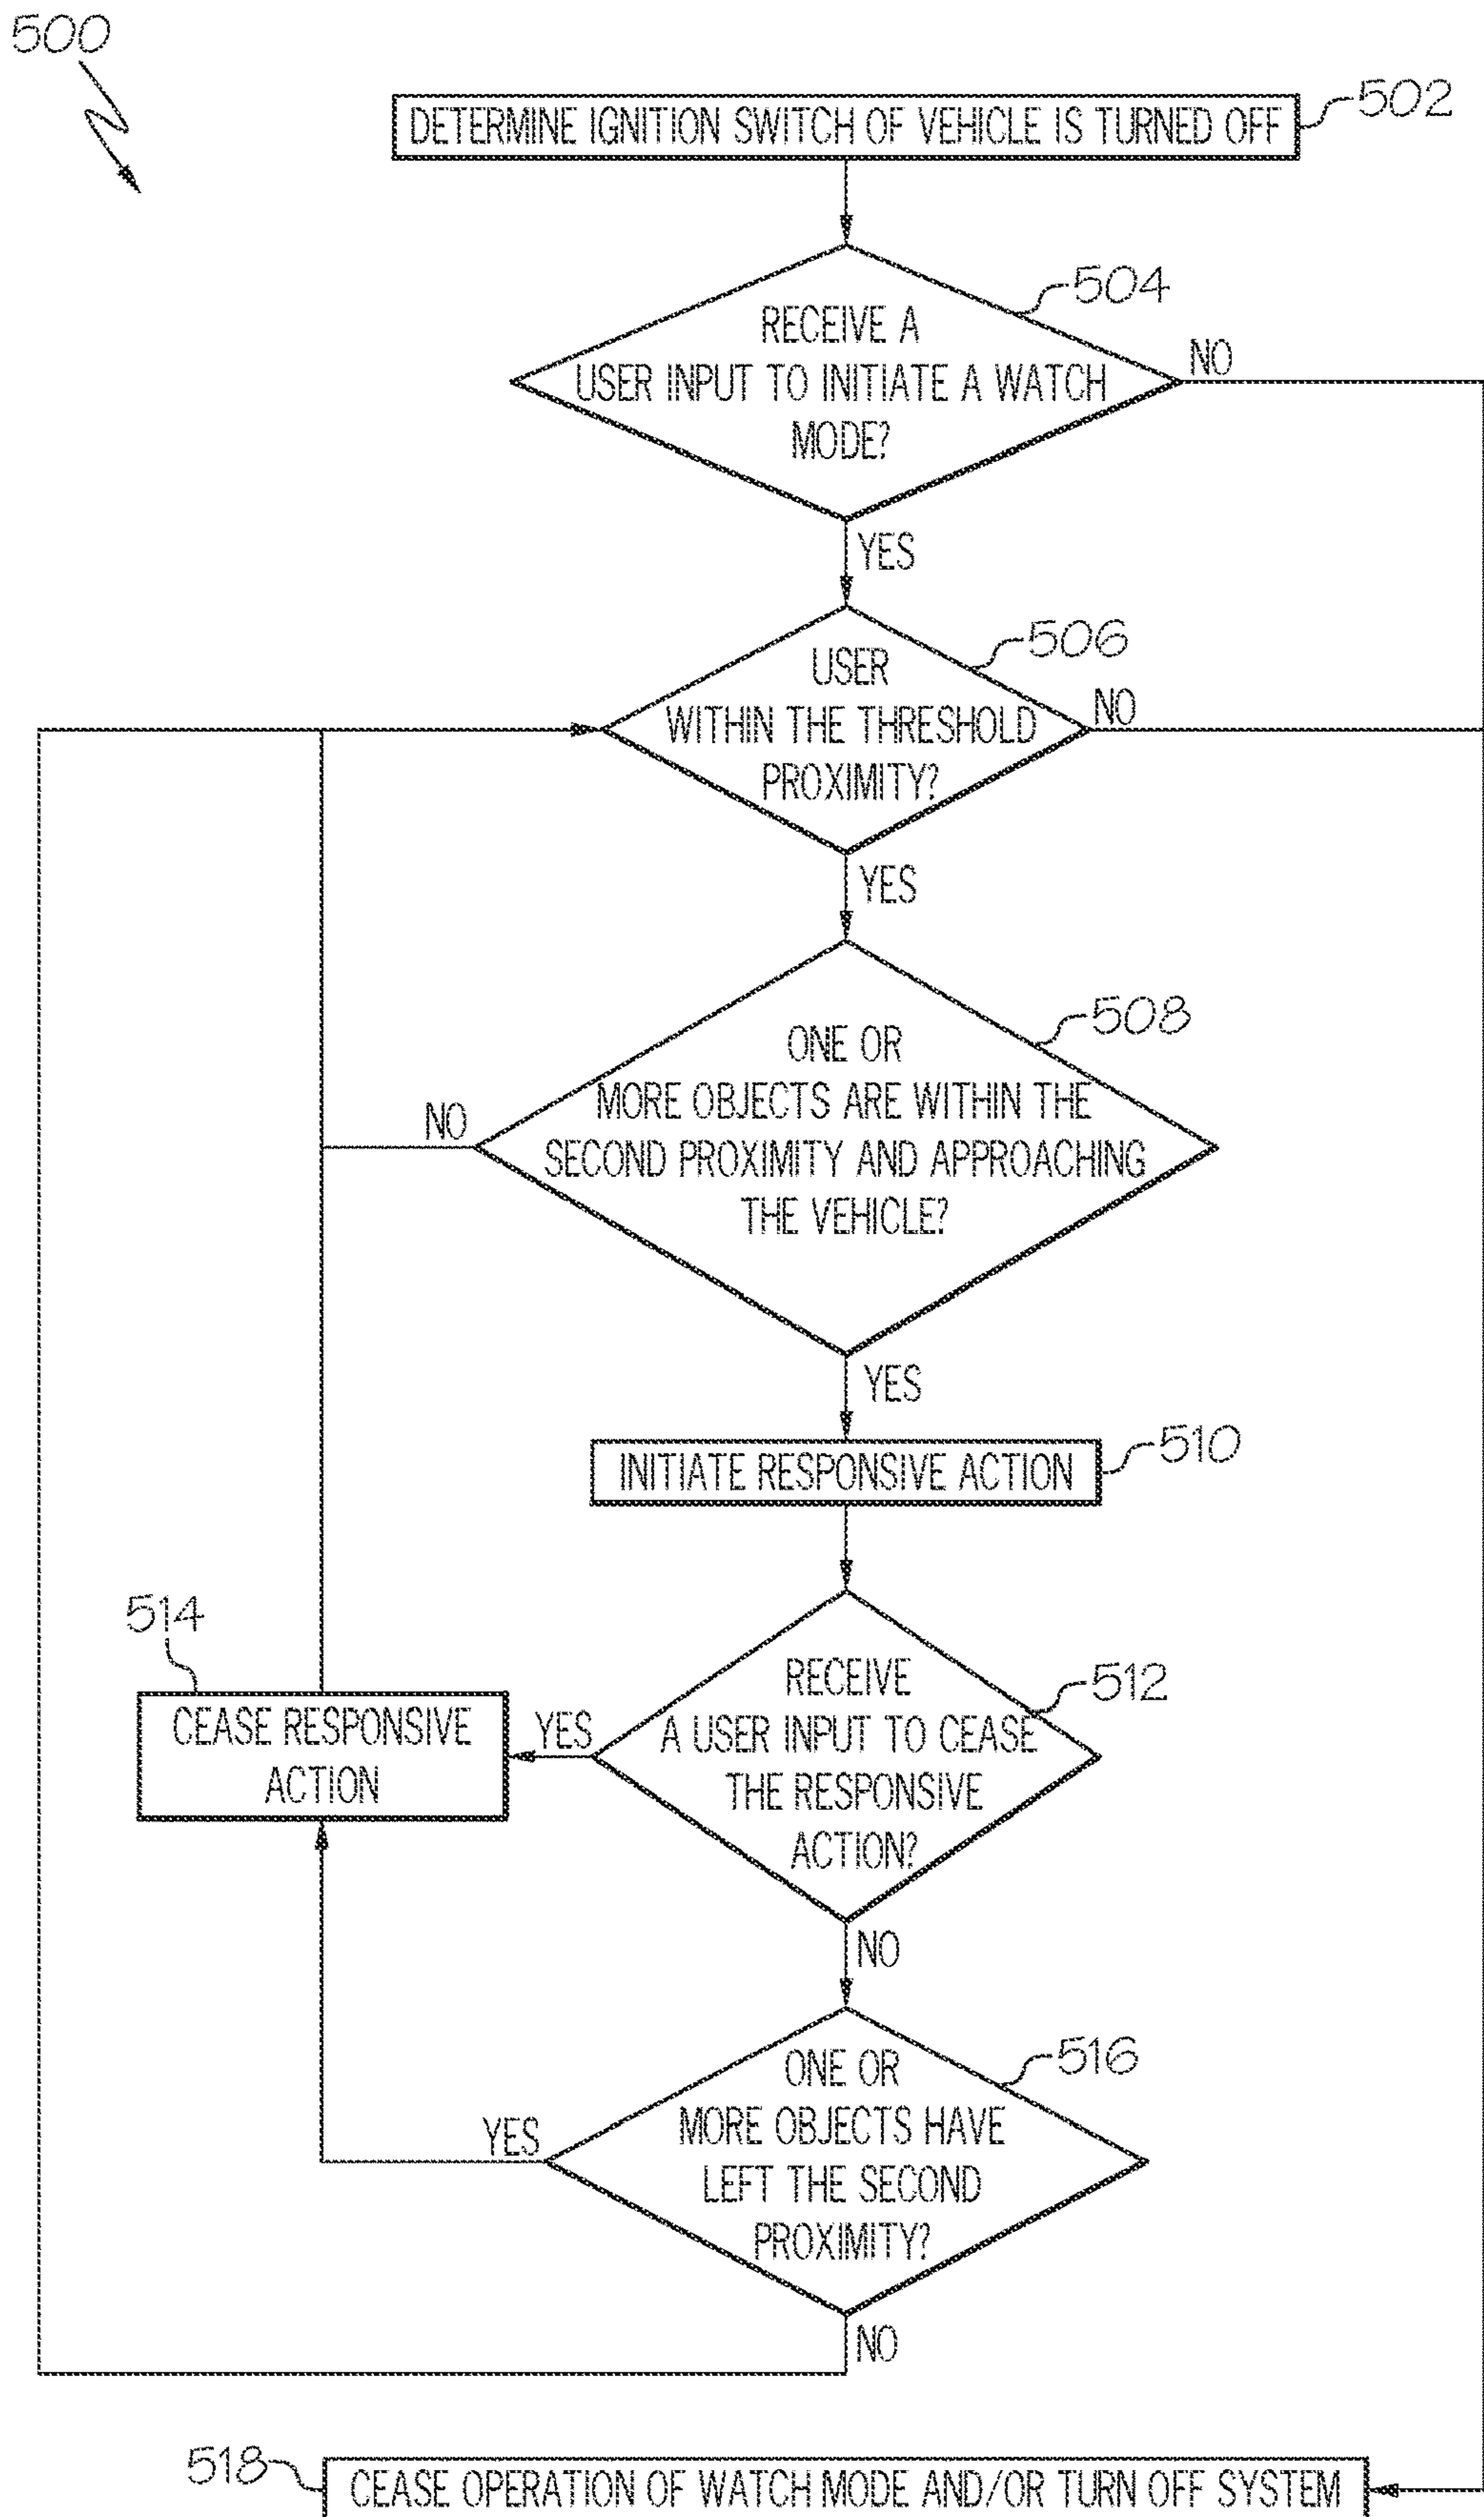 500
DETERMINE IGNITION SWITCH OF VEHICLE IS TURNED OFF
502
504
RECEIVE A
USER INPUT TO INITIATE A WATCH
MODE?
NO
YES
506
USER
WITHIN THE THRESHOLD
PROXIMITY?
NO
YES
508
ONE OR
MORE OBJECTS ARE WITHIN THE
SECOND PROXIMITY AND APPROACHING
THE VEHICLE?
NO
YES
INITIATE RESPONSIVE ACTION
510
514
CEASE RESPONSIVE
ACTION
YES
512
RECEIVE
A USER INPUT TO CEASE
THE RESPONSIVE
ACTION?
NO
516
ONE OR
MORE OBJECTS HAVE
LEFT THE SECOND
PROXIMITY?
YES
NO
518
CEASE OPERATION OF WATCH MODE AND/OR TURN OFF SYSTEM